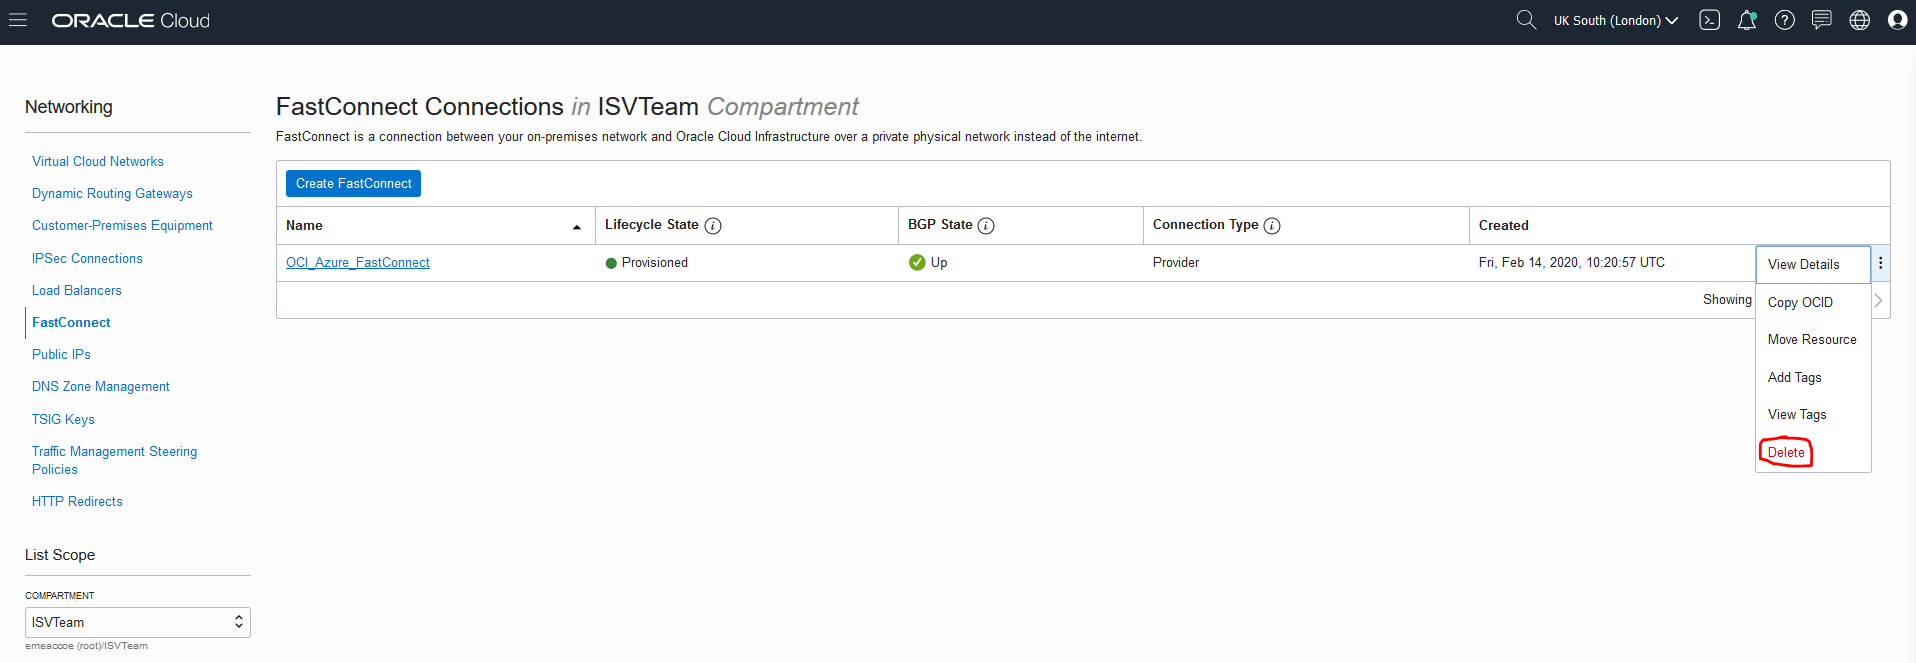 ORACLE Cloud
UK South (London)
Networking
Virtual Cloud Networks
Dynamic Routing Gateways
Customer-Premises Equipment
IPSec Connections
Load Balancers
FastConnect
Public IPs
DNS Zone Management
TSIG Keys
Traffic Management Steering
Policies
HTTP Redirects
List Scope
COMPARTMENT
ISVTeam
emeaccoe (root)/ISVTeam
FastConnect Connections in ISVTeam Compartment
FastConnect is a connection between your on-premises network and Oracle Cloud Infrastructure over a private physical network instead of the internet.
Create FastConnect
Name Lifecycle State BGP State Connection Type Created
OCI_Azure_FastConnect Provisioned Up Provider Fri, Feb 14, 2020, 10:20:57 UTC
Showing
View Details
Copy OCID
Move Resource
Add Tags
View Tags
Delete